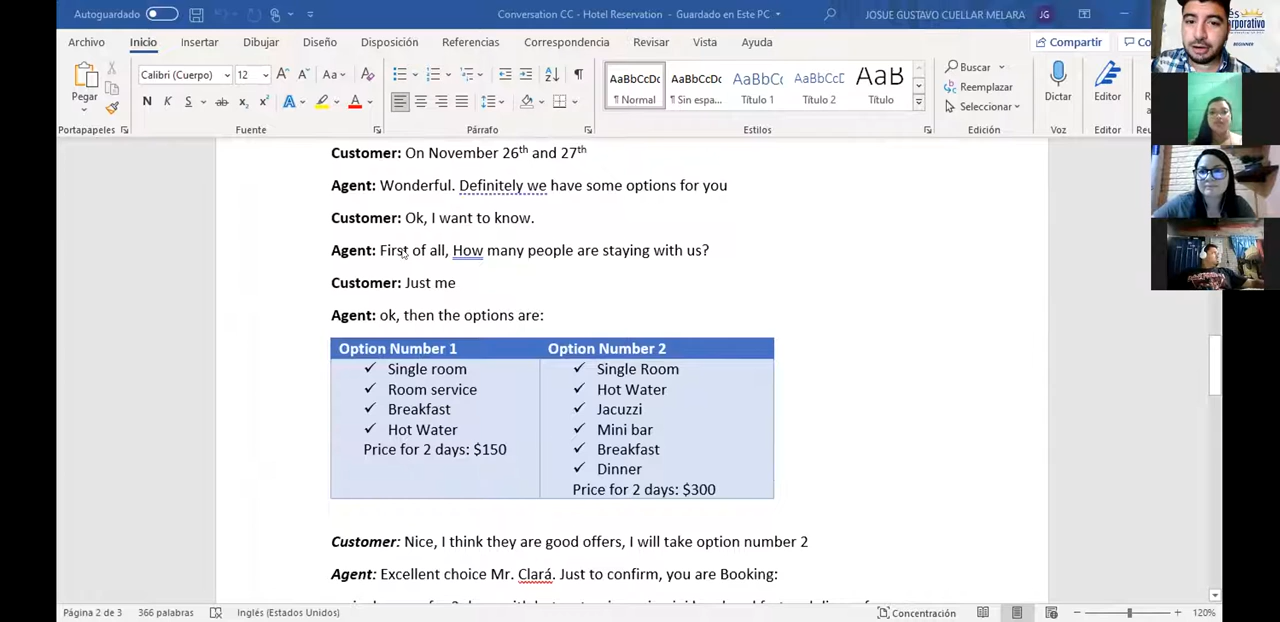 Autoguardado
Conversation CC - Hotel Reservation - Guardado en Este PC
JOSUE GUSTAVO CUELLAR MELARA JG
Archivo Inicio Insertar Dibujar Diseño Disposición Referencias Correspondencia Revisar Vista Ayuda Compartir Co
Pegar
Calibri (Cuerpo) 12 Aa
N K S ab x₂ x² A A
AaBbCcDc AaBbCcDc AaBbCc AaBbCcC AaB
¶ Normal ¶ Sin espa... Título 1 Título 2 Título
Buscar
Reemplazar
Seleccionar
Dictar Editor
Portapapeles Fuente Párrafo Estilos Edición Voz Editor
orporativo
BEGINNER
Customer: On November 26th and 27th
Agent: Wonderful. Definitely we have some options for you
Customer: Ok, I want to know.
Agent: First of all, How many people are staying with us?
Customer: Just me
Agent: ok, then the options are:
Option Number 1 Option Number 2
✓ Single room
✓ Room service
✓ Breakfast
✓ Hot Water
Price for 2 days: $150
✓ Single Room
✓ Hot Water
✓ Jacuzzi
✓ Mini bar
✓ Breakfast
✓ Dinner
Price for 2 days: $300
Customer: Nice, I think they are good offers, I will take option number 2
Agent: Excellent choice Mr. Clará. Just to confirm, you are Booking:
Página 2 de 3 366 palabras Inglés (Estados Unidos) Concentración 120%